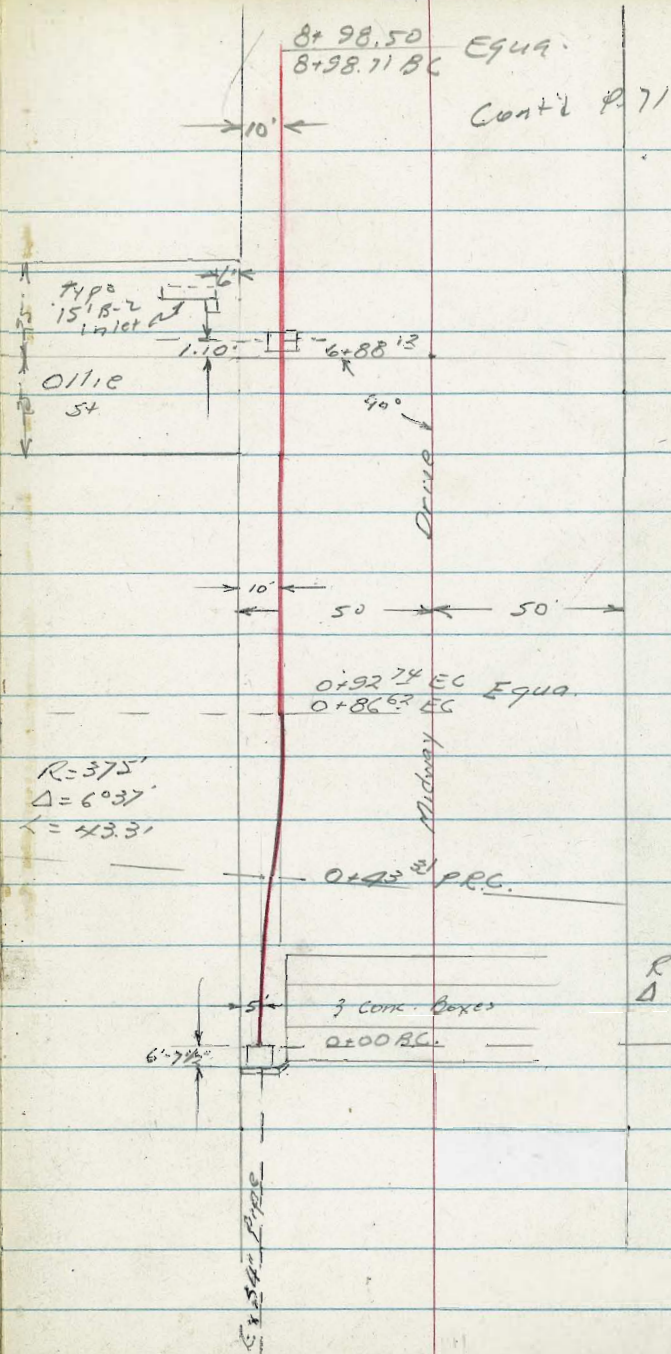 8+98.50 Equa.
8+98.71 BC
Cont'd P. 71
10'
6'
Type
15' B-2
Inlet
1.10'
6+88 13
Ollie
St
90°
Drive
10'
50
50'
0+92 74 EC Equa.
0+86 62 EC
R=375'
Δ=6°37'
L=43.31
Midway
0+43 31 P.R.C.
R
Δ
5'
3 Conc. Boxes
0+00 B.C.
6'-7½"
Ex. 54" Pipe